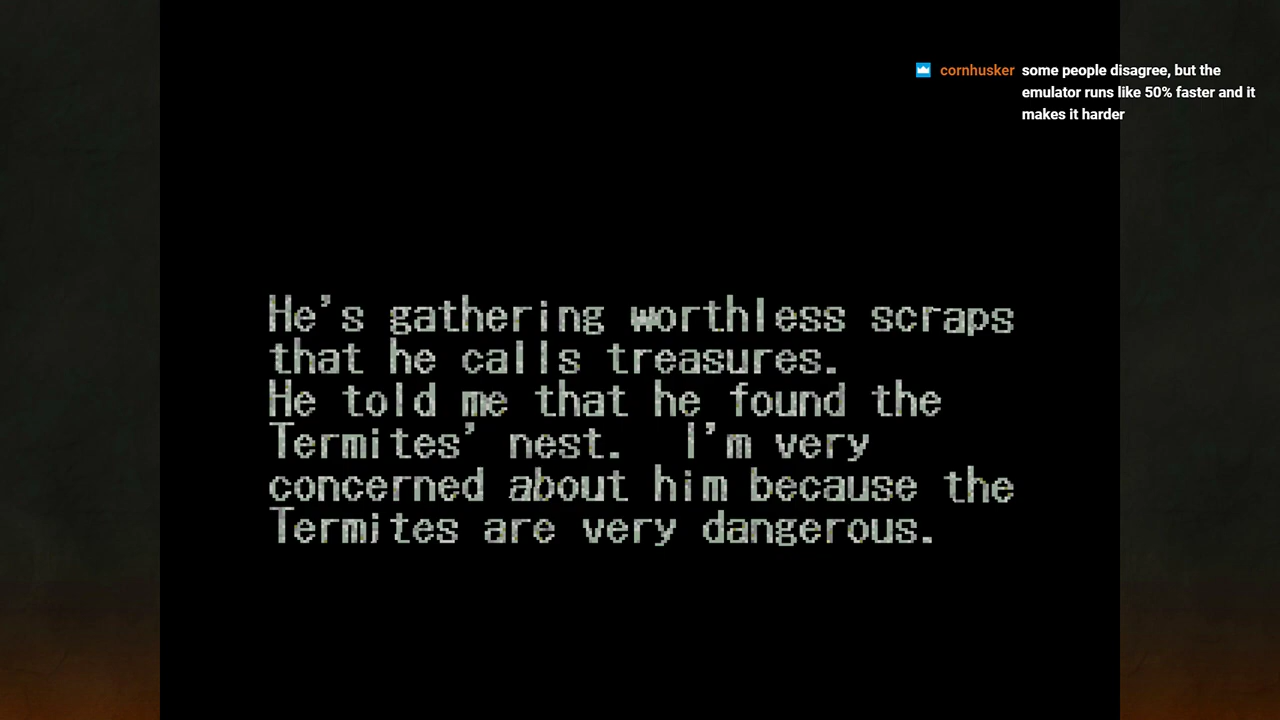 cornhusker some people disagree, but the
emulator runs like 50% faster and it
makes it harder
He's gathering worthless scraps
that he calls treasures.
He told me that he found the
Termites' nest.  I'm very
concerned about him because the
Termites are very dangerous.